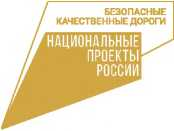 БЕЗОПАСНЫЕ
КАЧЕСТВЕННЫЕ ДОРОГИ
НАЦИОНАЛЬНЫЕ
ПРОЕКТЫ
РОССИИ